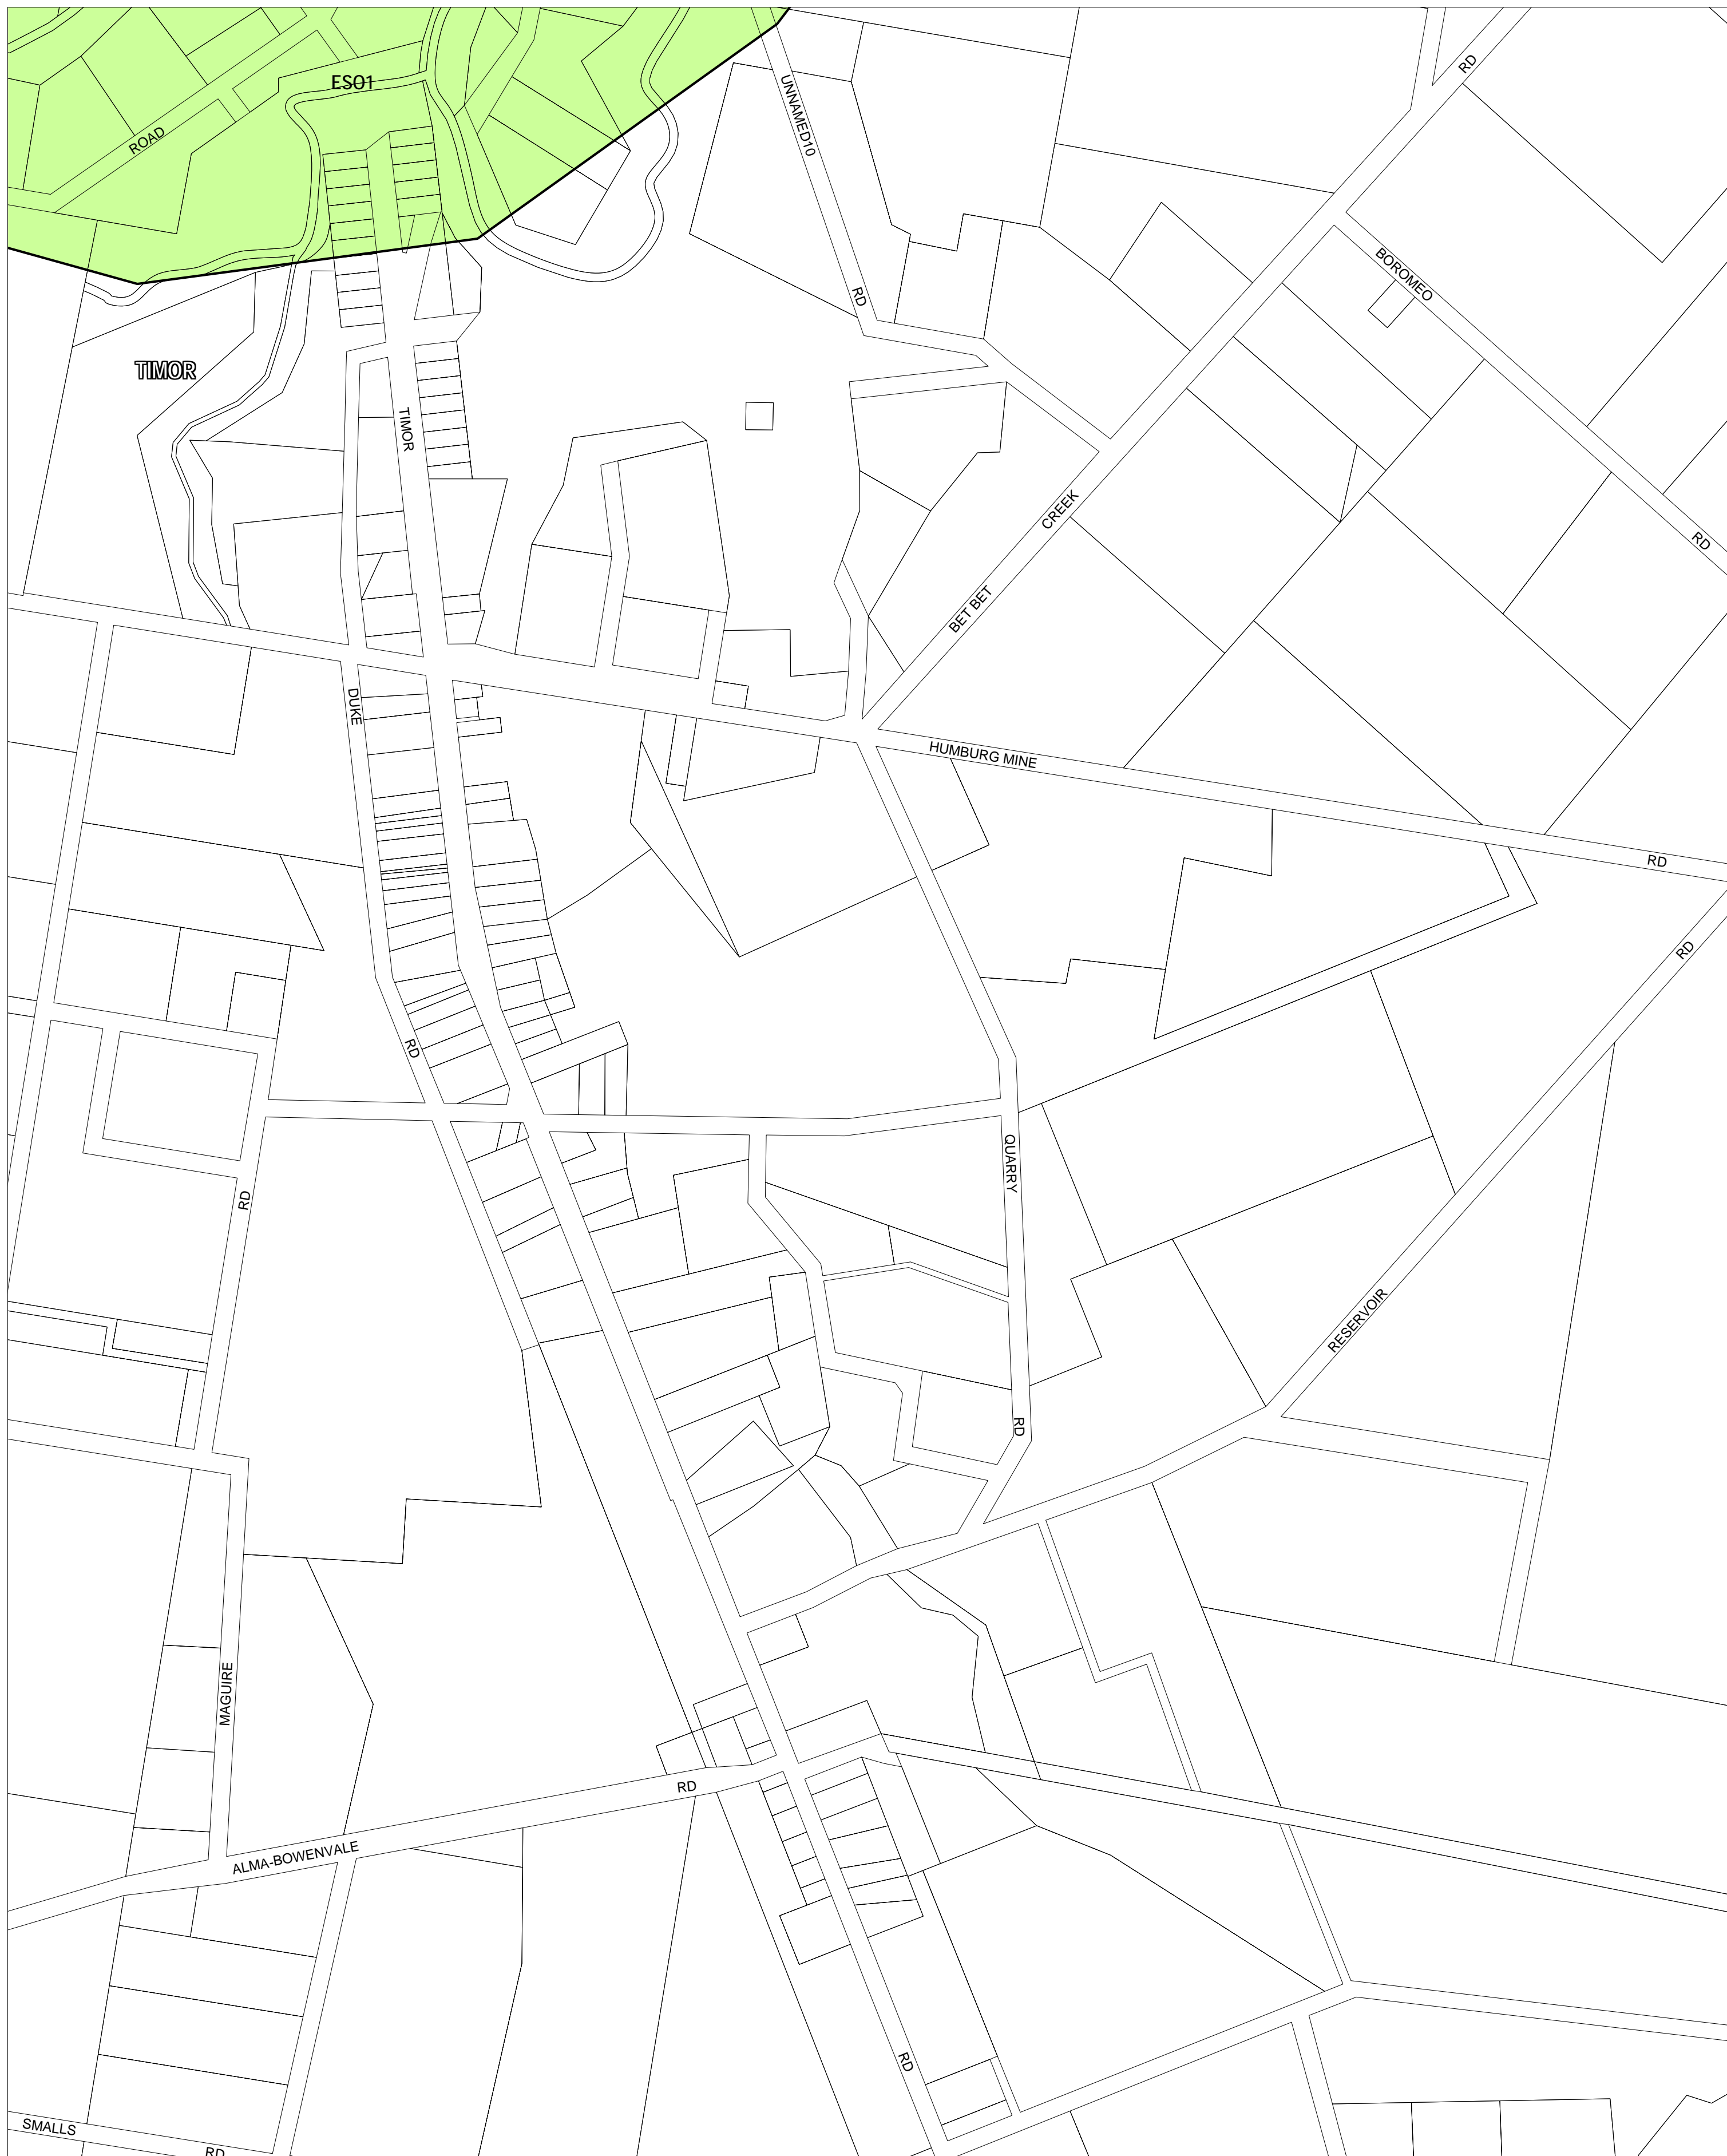 ESO1
ROAD
UNNAMED10
RD
RD
BOROMEO
RD
TIMOR
TIMOR
CREEK
BET BET
RD
DUKE
HUMBURG MINE
RD
RD
RD
QUARRY
RD
RESERVOIR
RD
MAGUIRE
RD
ALMA-BOWENVALE
RD
SMALLS
RD